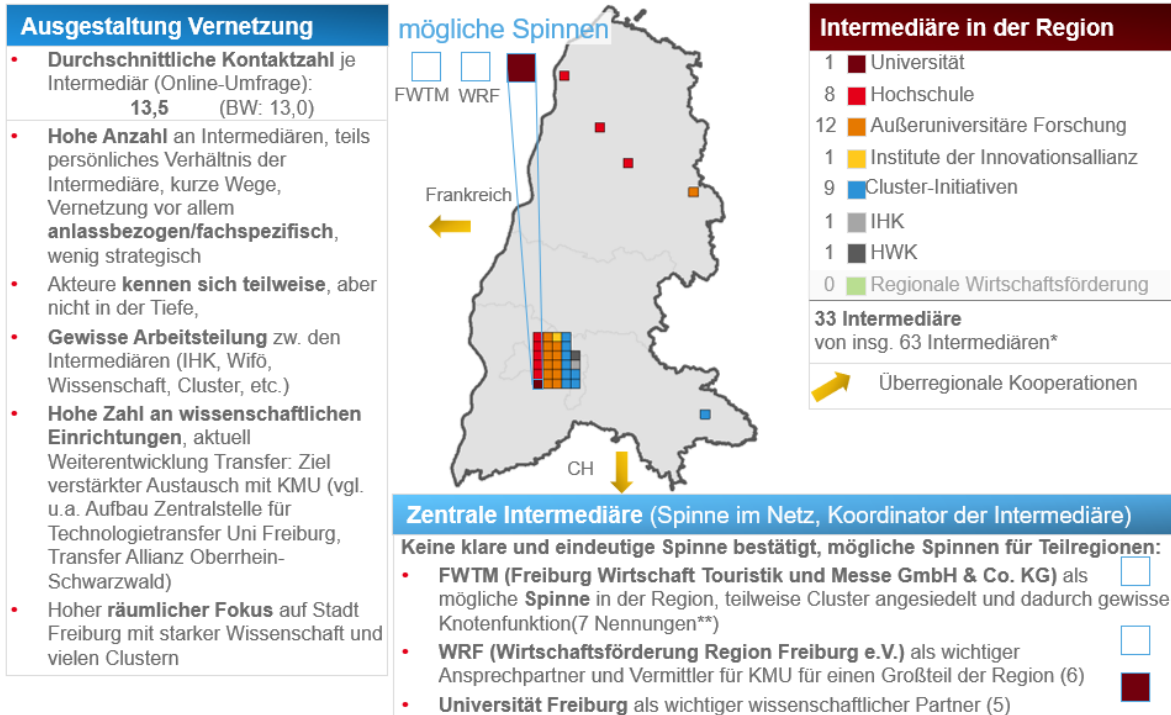 Ausgestaltung Vernetzung
• Durchschnittliche Kontaktzahl je
Intermediär (Online-Umfrage):
13,5 (BW: 13,0)
• Hohe Anzahl an Intermediären, teils
persönliches Verhältnis der
Intermediäre, kurze Wege,
Vernetzung vor allem
anlassbezogen/fachspezifisch,
wenig strategisch
• Akteure kennen sich teilweise, aber
nicht in der Tiefe,
• Gewisse Arbeitsteilung zw. den
Intermediären (IHK, Wifö,
Wissenschaft, Cluster, etc.)
• Hohe Zahl an wissenschaftlichen
Einrichtungen, aktuell
Weiterentwicklung Transfer: Ziel
verstärkter Austausch mit KMU (vgl.
u.a. Aufbau Zentralstelle für
Technologietransfer Uni Freiburg,
Transfer Allianz Oberrhein-
Schwarzwald)
• Hoher räumlicher Fokus auf Stadt
Freiburg mit starker Wissenschaft und
vielen Clustern
mögliche Spinnen
FWTM WRF
Frankreich
CH
Intermediäre in der Region
1 Universität
8 Hochschule
12 Außeruniversitäre Forschung
1 Institute der Innovationsallianz
9 Cluster-Initiativen
1 IHK
1 HWK
0 Regionale Wirtschaftsförderung
33 Intermediäre
von insg. 63 Intermediären*
Überregionale Kooperationen
Zentrale Intermediäre (Spinne im Netz, Koordinator der Intermediäre)
Keine klare und eindeutige Spinne bestätigt, mögliche Spinnen für Teilregionen:
• FWTM (Freiburg Wirtschaft Touristik und Messe GmbH & Co. KG) als
mögliche Spinne in der Region, teilweise Cluster angesiedelt und dadurch gewisse
Knotenfunktion(7 Nennungen**)
• WRF (Wirtschaftsförderung Region Freiburg e.V.) als wichtiger
Ansprechpartner und Vermittler für KMU für einen Großteil der Region (6)
• Universität Freiburg als wichtiger wissenschaftlicher Partner (5)